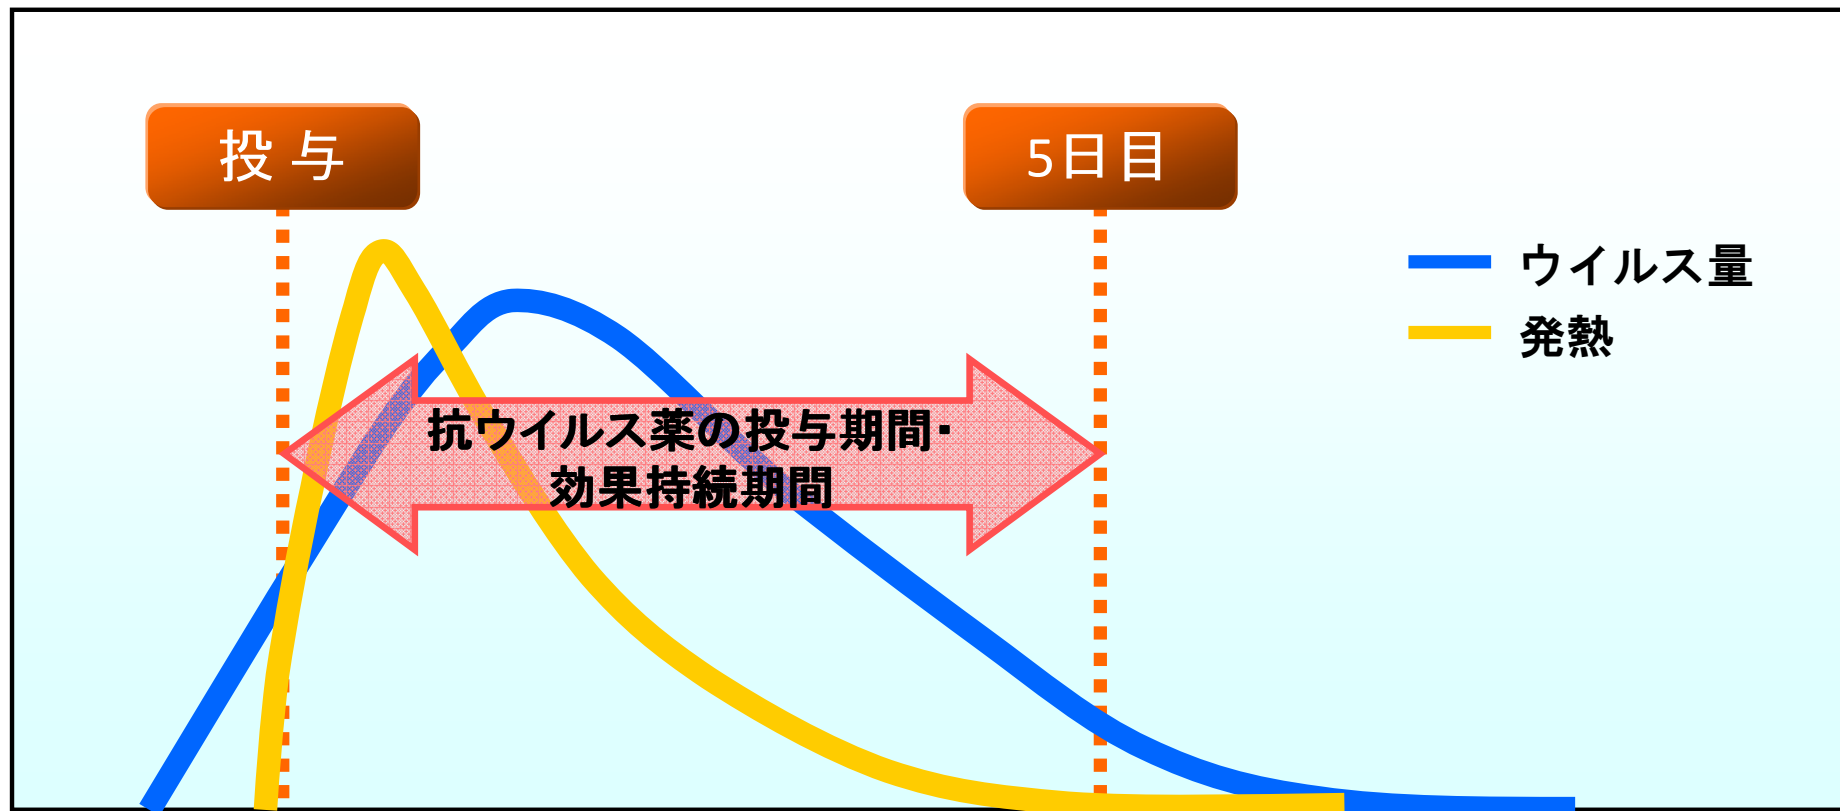 投与
5日目
ウイルス量
発熱
抗ウイルス薬の投与期間・
効果持続期間